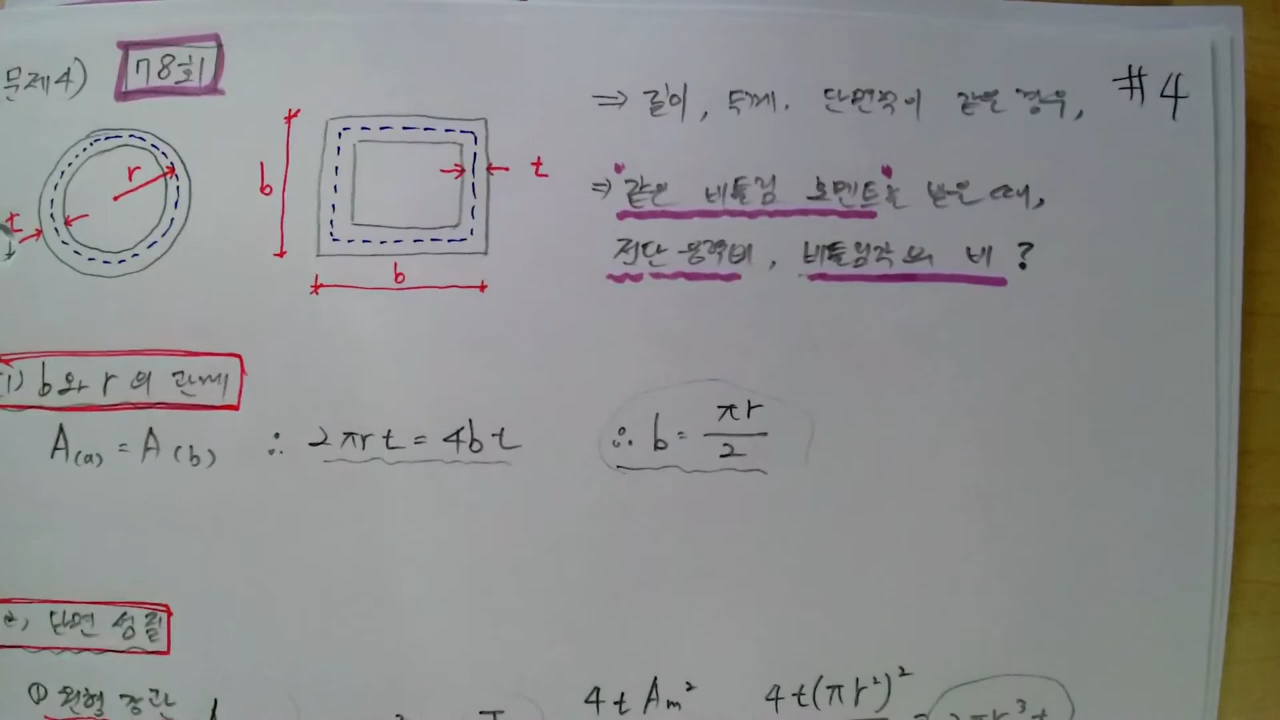 문제4) 78회
#4
⇒ 길이, 두께. 단면적이 같은 경우,
⇒ 같은 비틀림 모멘트를 받을 때,
전단응력비, 비틀림각의 비?
r
t
b
t
b
(1) b와 r의 관계
A(a) = A(b) ∴ 2πrt = 4bt ∴ b = πr/2
2, 단면 성질
① 원형 강관
4tAm² 4t(πr²)²
2πr³t